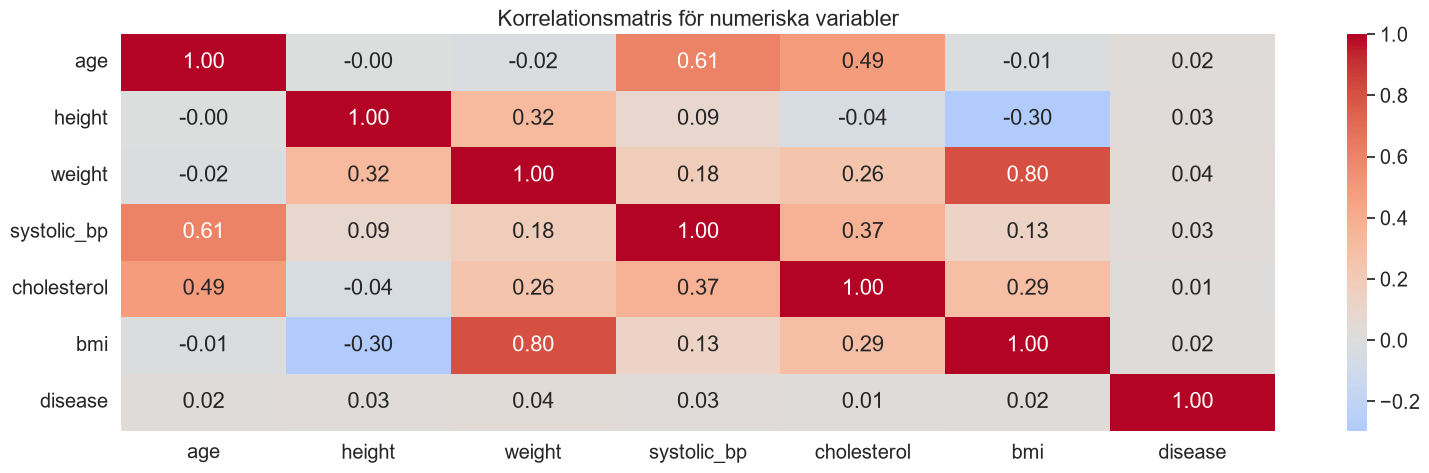 Korrelationsmatris för numeriska variabler
age 1.00 -0.00 -0.02 0.61 0.49 -0.01 0.02
height -0.00 1.00 0.32 0.09 -0.04 -0.30 0.03
weight -0.02 0.32 1.00 0.18 0.26 0.80 0.04
systolic_bp 0.61 0.09 0.18 1.00 0.37 0.13 0.03
cholesterol 0.49 -0.04 0.26 0.37 1.00 0.29 0.01
bmi -0.01 -0.30 0.80 0.13 0.29 1.00 0.02
disease 0.02 0.03 0.04 0.03 0.01 0.02 1.00
age height weight systolic_bp cholesterol bmi disease
1.0
0.8
0.6
0.4
0.2
0.0
−0.2